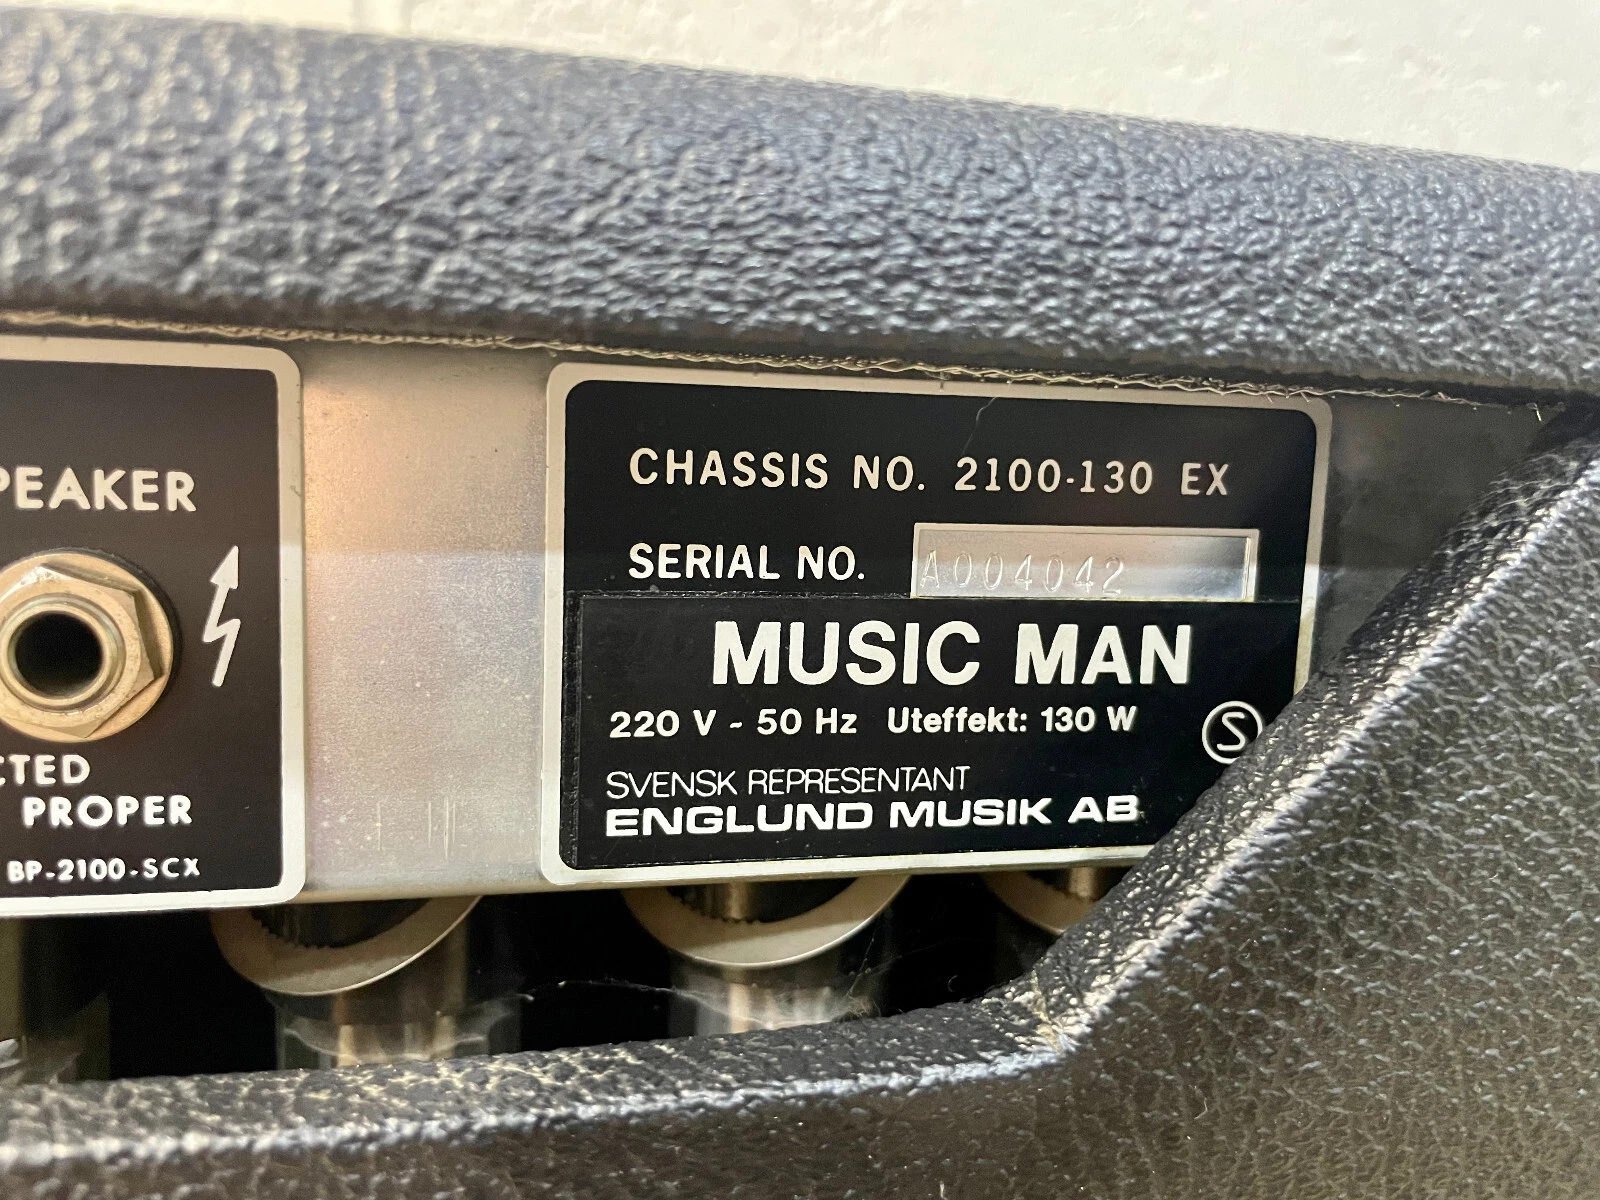 PEAKER
CTED
PROPER
BP-2100-SCX
CHASSIS NO. 2100-130 EX
SERIAL NO. A004042
MUSIC MAN
220 V ~ 50 Hz Uteffekt: 130 W
S
SVENSK REPRESENTANT
ENGLUND MUSIK AB